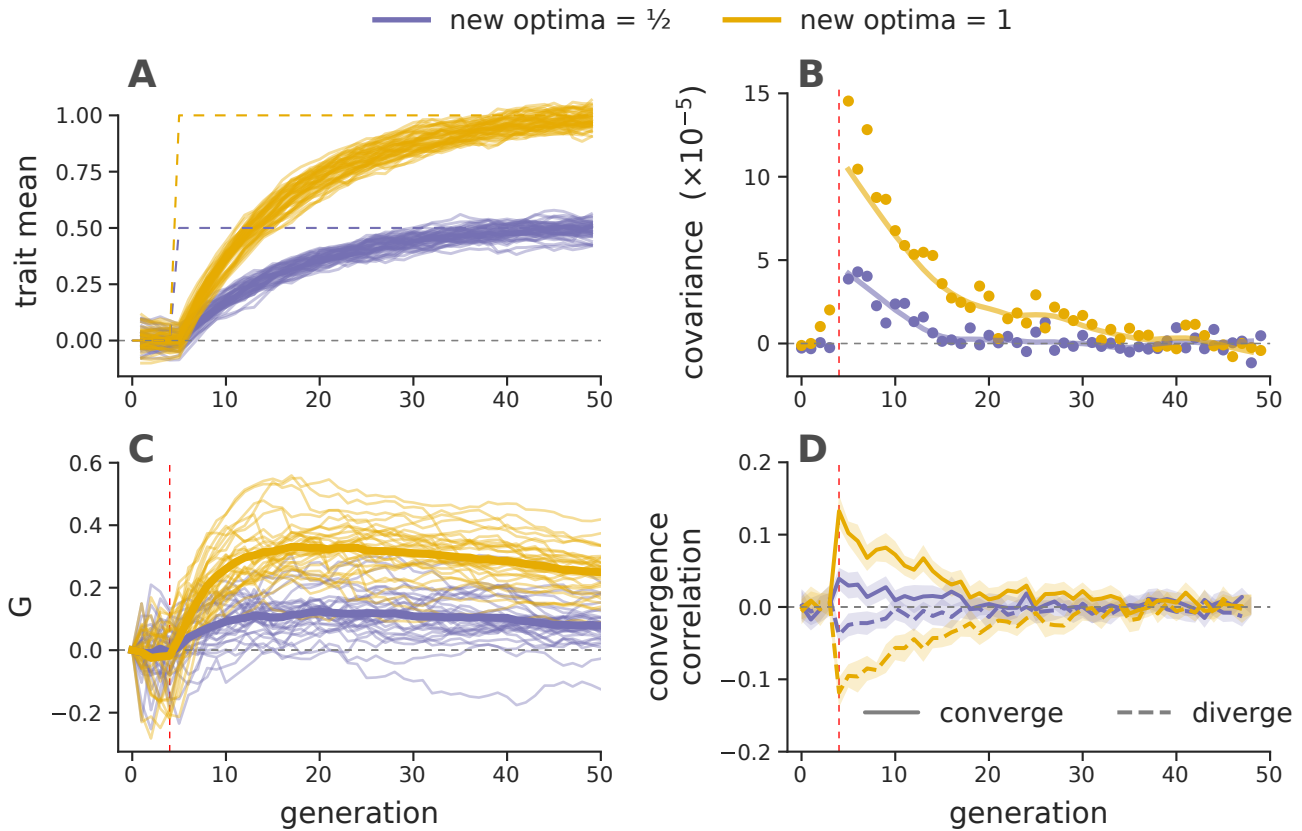 new optima = ½ new optima = 1
A
1.00
0.75
0.50
0.25
0.00
trait mean
0 10 20 30 40 50
B
15
10
5
0
covariance (×10⁻⁵)
0 10 20 30 40 50
C
0.6
0.4
0.2
0.0
−0.2
G
0 10 20 30 40 50
generation
D
0.2
0.1
0.0
−0.1
−0.2
convergence
correlation
converge diverge
0 10 20 30 40 50
generation